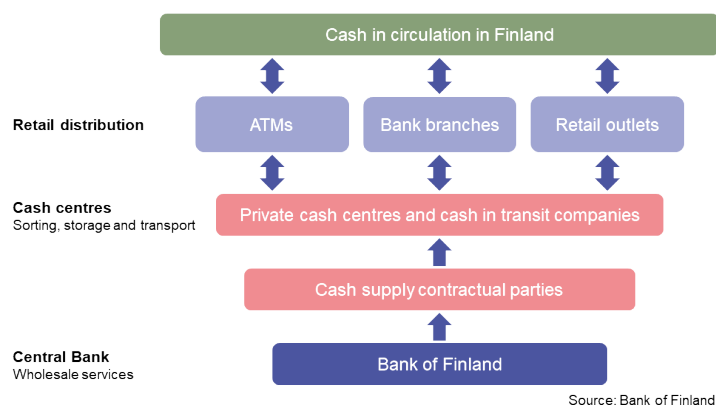 Cash in circulation in Finland
Retail distribution
ATMs
Bank branches
Retail outlets
Cash centres
Sorting, storage and transport
Private cash centres and cash in transit companies
Cash supply contractual parties
Central Bank
Wholesale services
Bank of Finland
Source: Bank of Finland